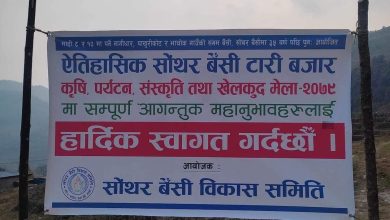 ऐतिहासिक सोंथर बेंसी टारी बजार
कृषि, पर्यटन, संस्कृति तथा खेलकुद मेला-२०७९
मा सम्पूर्ण आगन्तुक महानुभावहरूलाई
हार्दिक स्वागत गर्दछौं ।
आयोजक :
सोंथर बेंसी विकास समिति